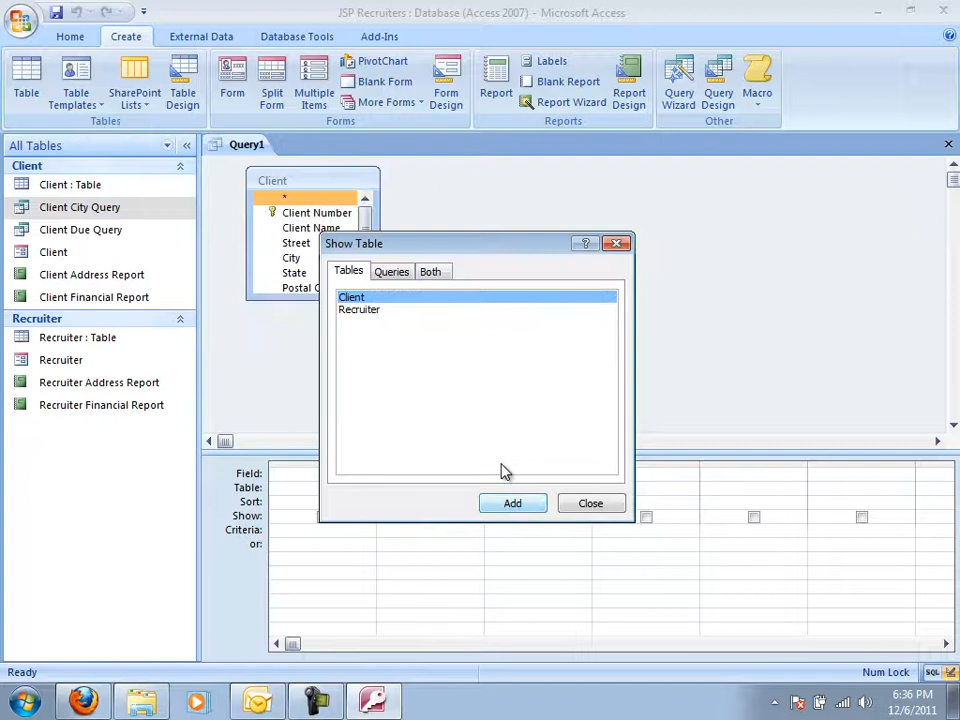 JSP Recruiters : Database (Access 2007) - Microsoft Access
Home Create External Data Database Tools Add-Ins
Table
Table Templates
SharePoint Lists
Table Design
Tables
Form
Split Form
Multiple Items
PivotChart
Blank Form
More Forms
Form Design
Forms
Report
Labels
Blank Report
Report Wizard
Report Design
Reports
Query Wizard
Query Design
Macro
Other
All Tables
Client
Client : Table
Client City Query
Client Due Query
Client
Client Address Report
Client Financial Report
Recruiter
Recruiter : Table
Recruiter
Recruiter Address Report
Recruiter Financial Report
Query1
Client
*
Client Number
Client Name
Street
City
State
Postal C
Show Table
Tables Queries Both
Client
Recruiter
Add Close
Field:
Table:
Sort:
Show:
Criteria:
or:
Ready
Num Lock
SQL
6:36 PM
12/6/2011